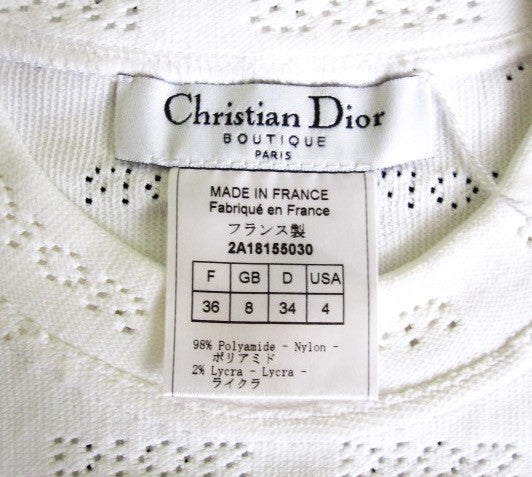 Christian Dior
BOUTIQUE
PARIS
MADE IN FRANCE
Fabriqué en France
フランス製
2A18155030
F GB D USA
36 8 34 4
98% Polyamide - Nylon -
ポリアミド
2% Lycra - Lycra -
ライクラ